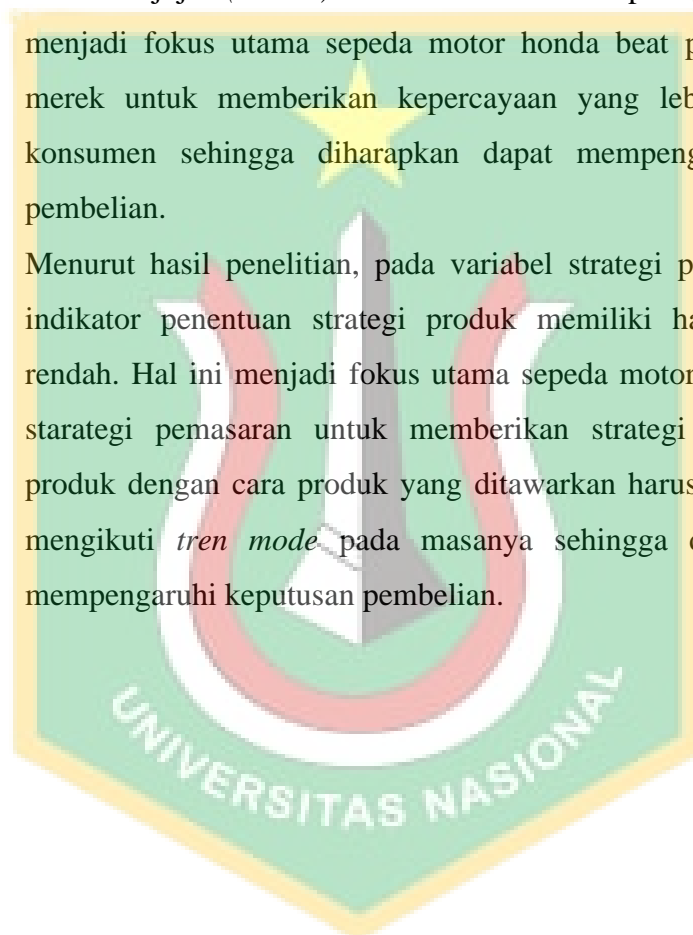 menjadi fokus utama sepeda motor honda beat p
merek untuk memberikan kepercayaan yang leb
konsumen sehingga diharapkan dapat mempeng
pembelian.
Menurut hasil penelitian, pada variabel strategi p
indikator penentuan strategi produk memiliki ha
rendah. Hal ini menjadi fokus utama sepeda motor
starategi pemasaran untuk memberikan strategi
produk dengan cara produk yang ditawarkan harus
mengikuti tren mode pada masanya sehingga d
mempengaruhi keputusan pembelian.
UNIVERSITAS NASIONAL